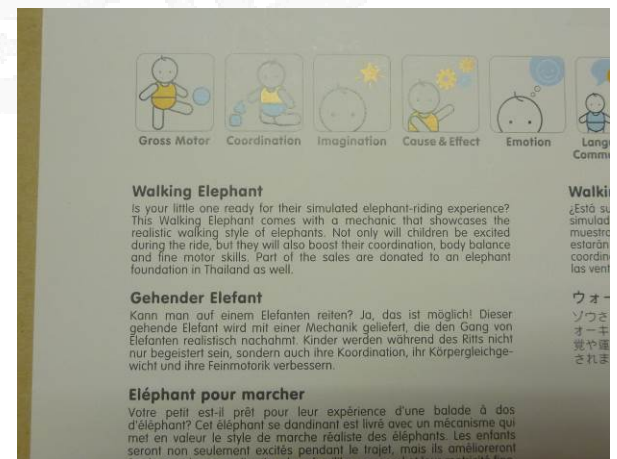 Gross Motor Coordination Imagination Cause & Effect Emotion
Walking Elephant
Is your little one ready for their simulated elephant-riding experience?
This Walking Elephant comes with a mechanic that showcases the
realistic walking style of elephants. Not only will children be excited
during the ride, but they will also boost their coordination, body balance
and fine motor skills. Part of the sales are donated to an elephant
foundation in Thailand as well.
Gehender Elefant
Kann man auf einem Elefanten reiten? Ja, das ist möglich! Dieser
gehende Elefant wird mit einer Mechanik geliefert, die den Gang von
Elefanten realistisch nachahmt. Kinder werden während des Ritts nicht
nur begeistert sein, sondern auch ihre Koordination, ihr Körpergleichge-
wicht und ihre Feinmotorik verbessern.
Eléphant pour marcher
Votre petit est-il prêt pour leur expérience d'une balade à dos
d'éléphant? Cet éléphant se dandinant est livré avec un mécanisme qui
met en valeur le style de marche réaliste des éléphants. Les enfants
seront non seulement excités pendant le trajet, mais ils amélioreront
¿Está
muestra
estarán
las
ゾウさ
オーキ
覚や運
されま